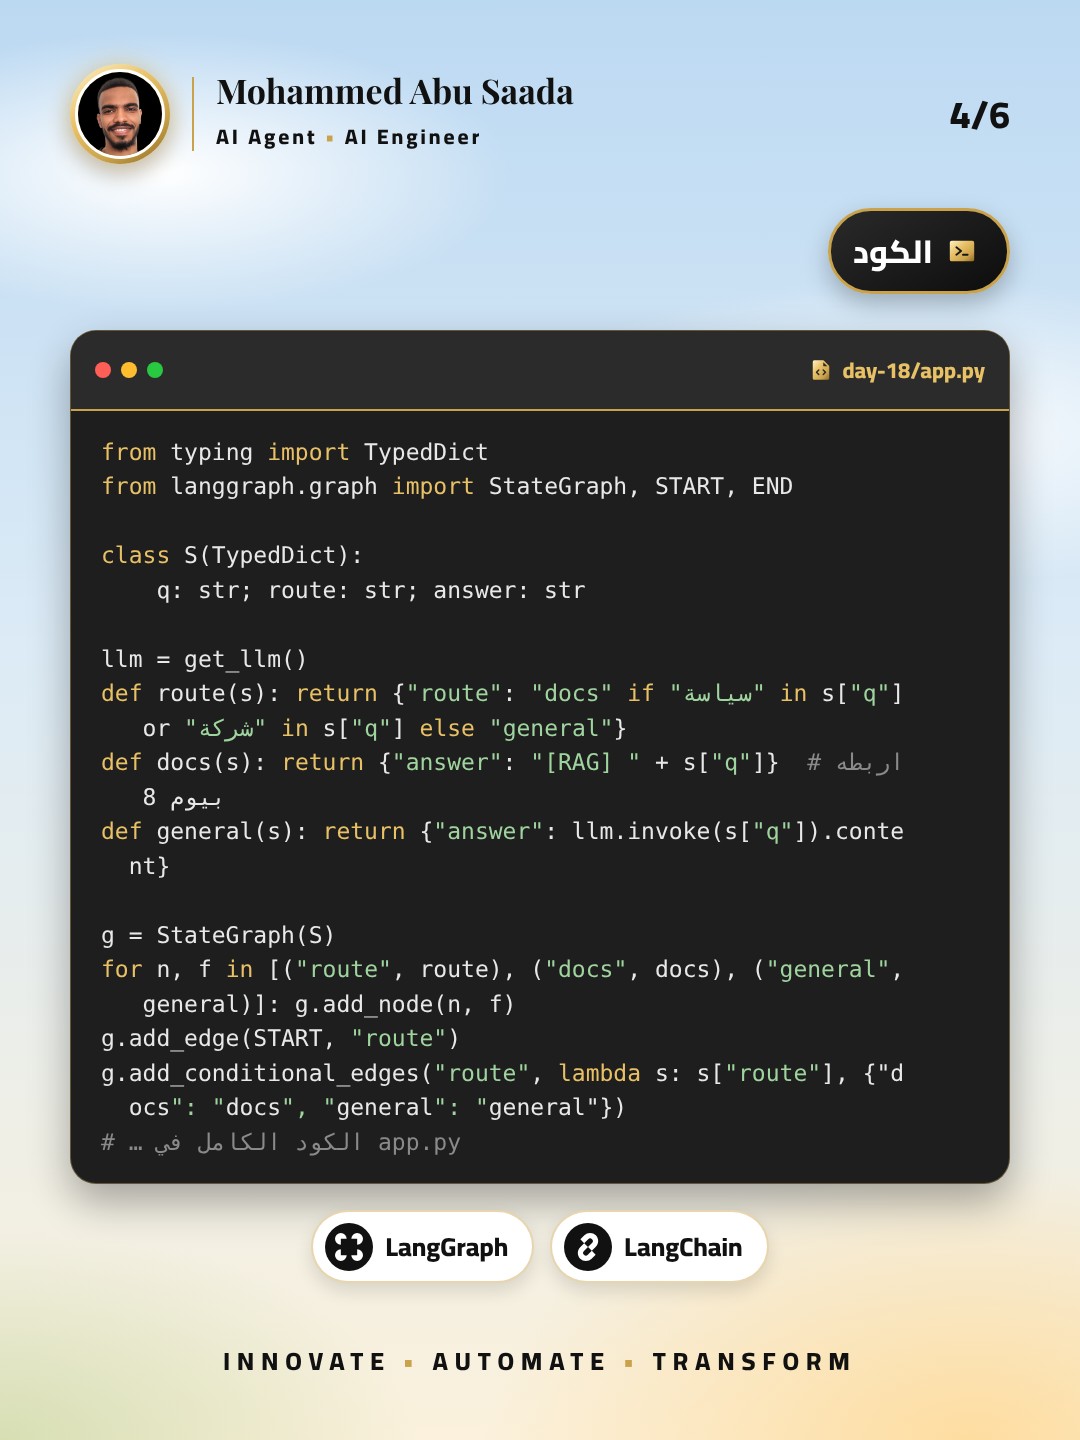 Mohammed Abu Saada
AI Agent ▪ AI Engineer
4/6
الكود
day-18/app.py
from typing import TypedDict
from langgraph.graph import StateGraph, START, END
class S(TypedDict):
    q: str; route: str; answer: str
llm = get_llm()
def route(s): return {"route": "docs" if "سياسة" in s["q"]
   or "شركة" in s["q"] else "general"}
def docs(s): return {"answer": "[RAG] " + s["q"]}  # اربطه
   بيوم 8
def general(s): return {"answer": llm.invoke(s["q"]).conte
  nt}
g = StateGraph(S)
for n, f in [("route", route), ("docs", docs), ("general",
   general)]: g.add_node(n, f)
g.add_edge(START, "route")
g.add_conditional_edges("route", lambda s: s["route"], {"d
  ocs": "docs", "general": "general"})
# … الكود الكامل في app.py
LangGraph
LangChain
INNOVATE ▪ AUTOMATE ▪ TRANSFORM